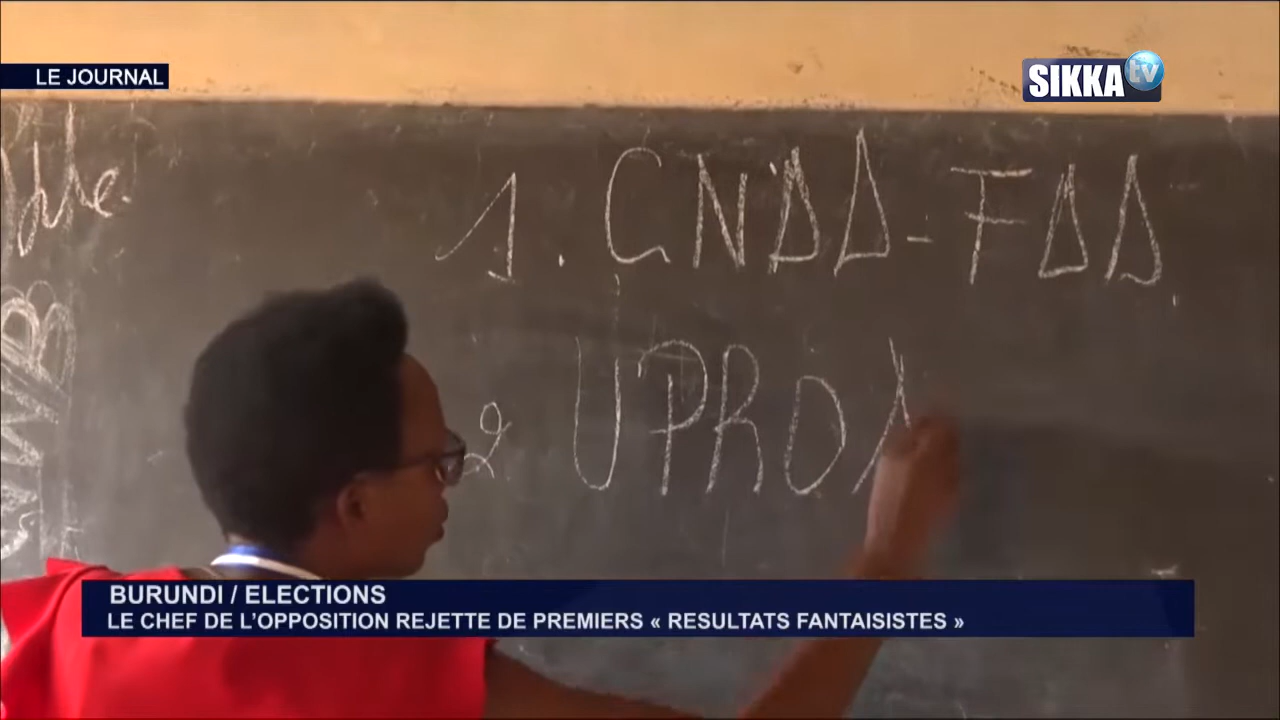 LE JOURNAL
SIKKA tv
1. CNDD-FDD
2 UPRONA
BURUNDI / ELECTIONS
LE CHEF DE L'OPPOSITION REJETTE DE PREMIERS « RESULTATS FANTAISISTES »